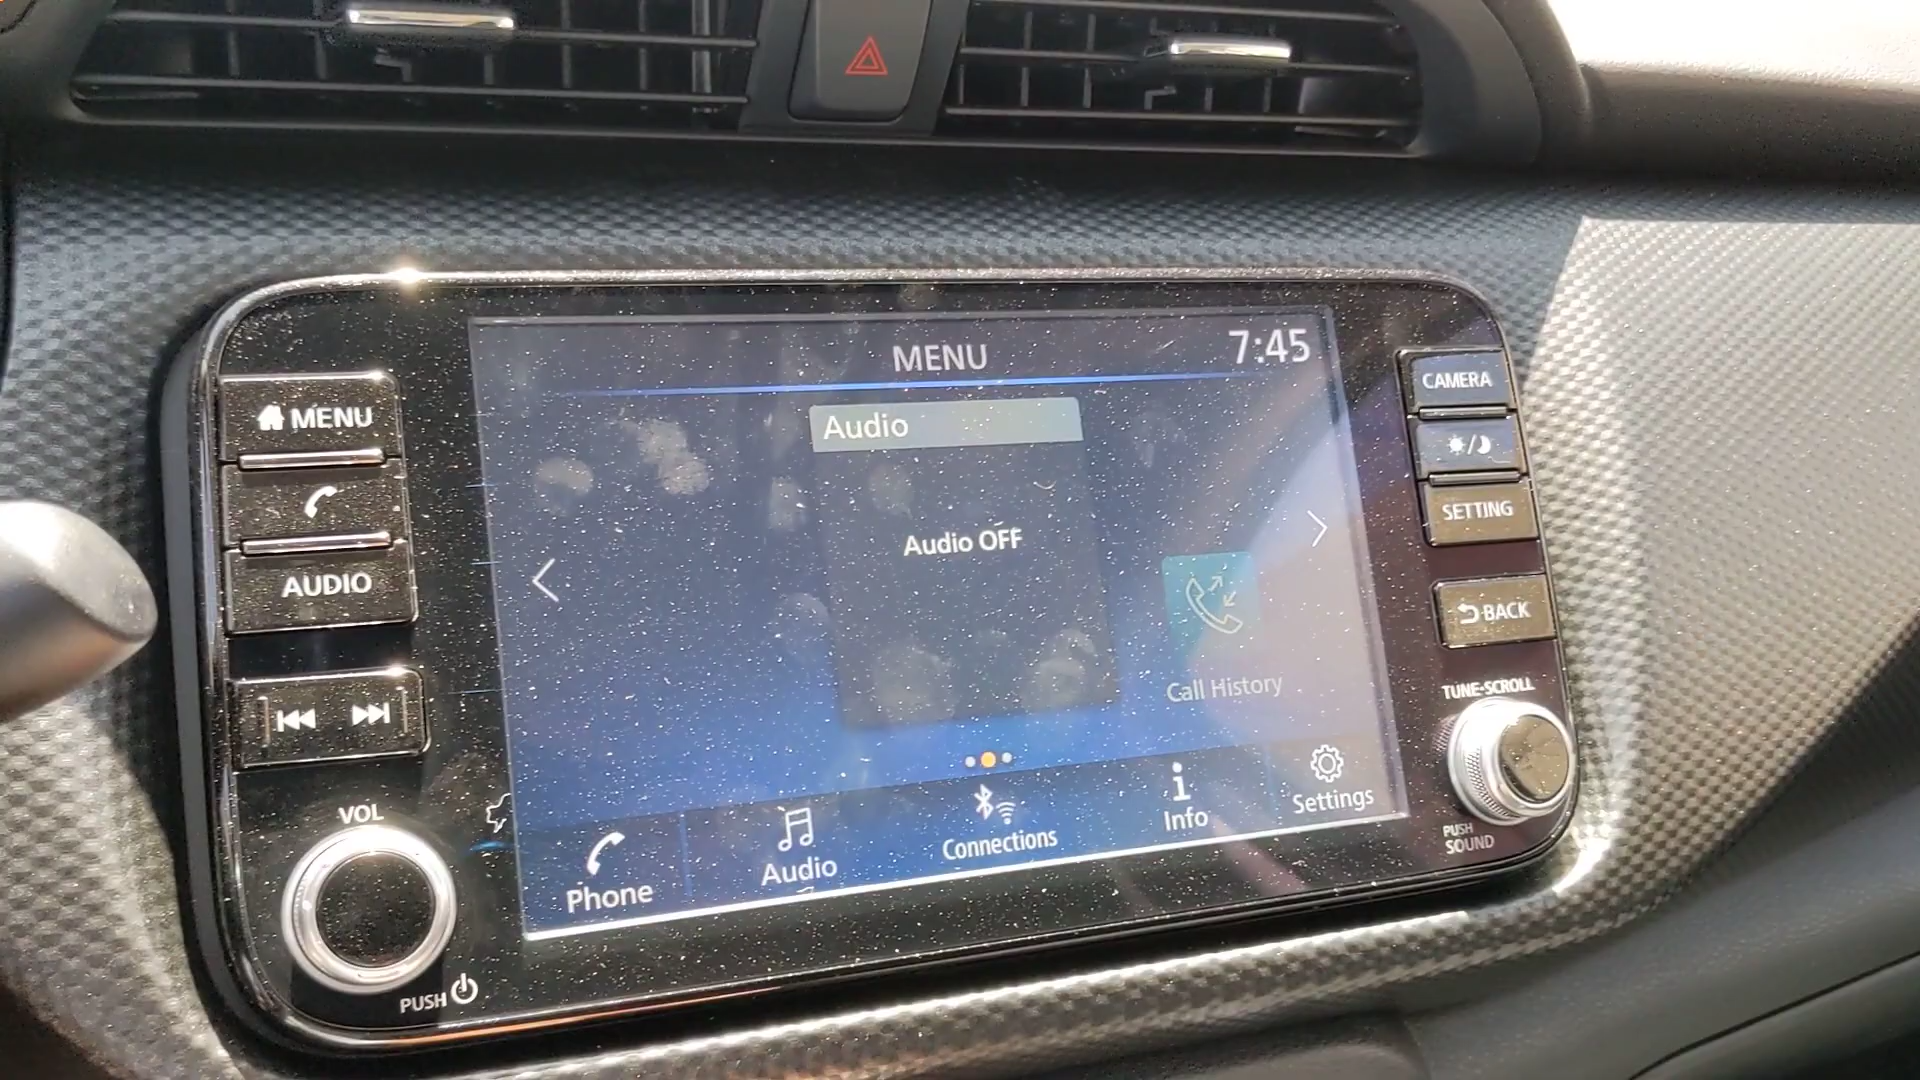 MENU
7:45
Audio
Audio OFF
Call History
Phone
Audio
Connections
Info
Settings
MENU
AUDIO
VOL
PUSH
CAMERA
SETTING
BACK
TUNE·SCROLL
PUSH
SOUND